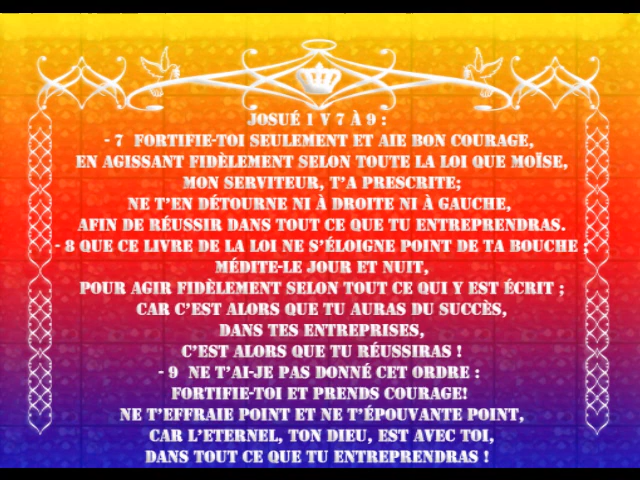 JOSUÉ 1 V 7 À 9 :
- 7 FORTIFIE-TOI SEULEMENT ET AIE BON COURAGE,
EN AGISSANT FIDÈLEMENT SELON TOUTE LA LOI QUE MOÏSE,
MON SERVITEUR, T'A PRESCRITE;
NE T'EN DÉTOURNE NI À DROITE NI À GAUCHE,
AFIN DE RÉUSSIR DANS TOUT CE QUE TU ENTREPRENDRAS.
- 8 QUE CE LIVRE DE LA LOI NE S'ÉLOIGNE POINT DE TA BOUCHE ;
MÉDITE-LE JOUR ET NUIT,
POUR AGIR FIDÈLEMENT SELON TOUT CE QUI Y EST ÉCRIT ;
CAR C'EST ALORS QUE TU AURAS DU SUCCÈS,
DANS TES ENTREPRISES,
C'EST ALORS QUE TU RÉUSSIRAS !
- 9 NE T'AI-JE PAS DONNÉ CET ORDRE :
FORTIFIE-TOI ET PRENDS COURAGE!
NE T'EFFRAIE POINT ET NE T'ÉPOUVANTE POINT,
CAR L'ETERNEL, TON DIEU, EST AVEC TOI,
DANS TOUT CE QUE TU ENTREPRENDRAS !